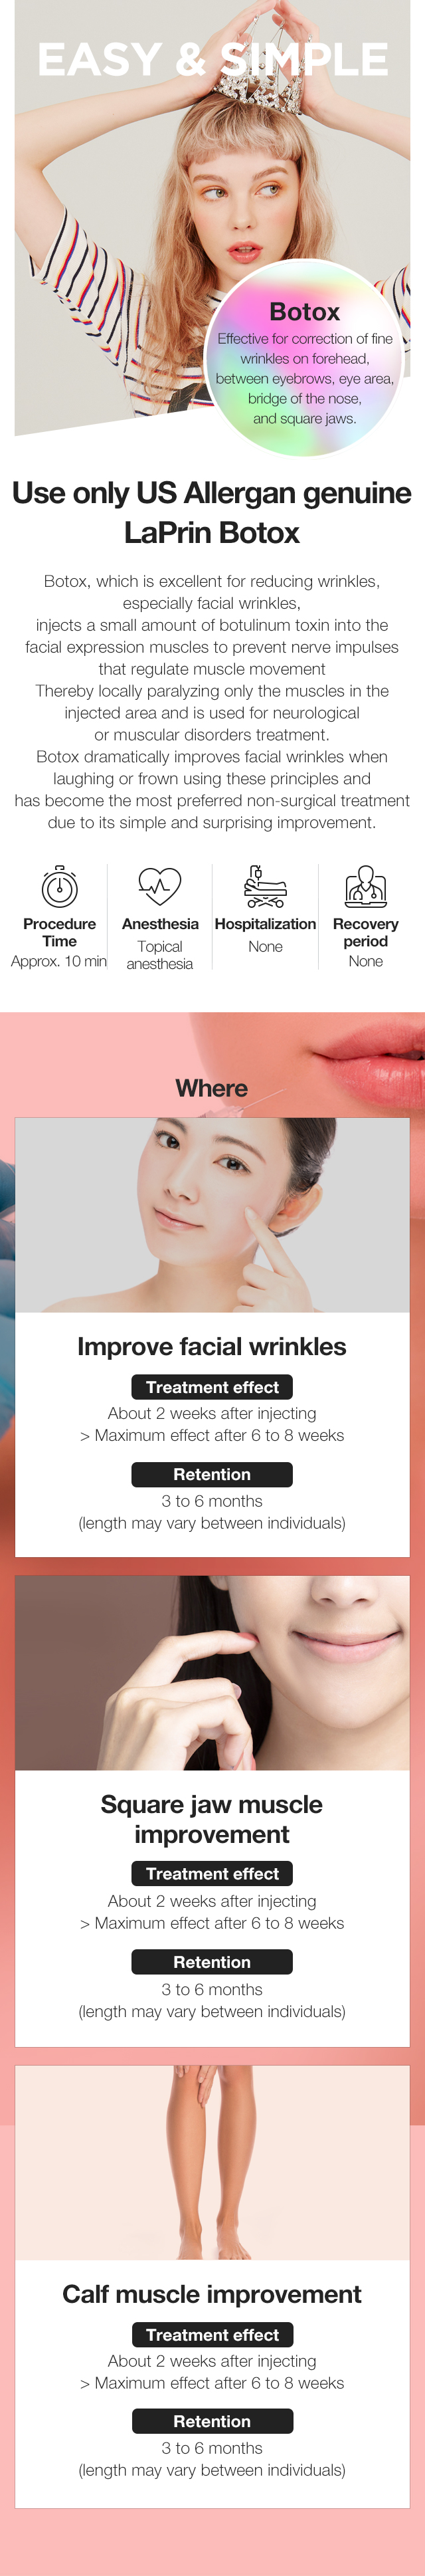 EASY & SIMPLE
Botox
Effective for correction of fine
wrinkles on forehead,
between eyebrows, eye area,
bridge of the nose,
and square jaws.
Use only US Allergan genuine
LaPrin Botox
Botox, which is excellent for reducing wrinkles,
especially facial wrinkles,
injects a small amount of botulinum toxin into the
facial expression muscles to prevent nerve impulses
that regulate muscle movement
Thereby locally paralyzing only the muscles in the
injected area and is used for neurological
or muscular disorders treatment.
Botox dramatically improves facial wrinkles when
laughing or frown using these principles and
has become the most preferred non-surgical treatment
due to its simple and surprising improvement.
Procedure
Time
Approx. 10 min
Anesthesia
Topical
anesthesia
Hospitalization
None
Recovery
period
None
Where
Improve facial wrinkles
Treatment effect
About 2 weeks after injecting
> Maximum effect after 6 to 8 weeks
Retention
3 to 6 months
(length may vary between individuals)
Square jaw muscle
improvement
Treatment effect
About 2 weeks after injecting
> Maximum effect after 6 to 8 weeks
Retention
3 to 6 months
(length may vary between individuals)
Calf muscle improvement
Treatment effect
About 2 weeks after injecting
> Maximum effect after 6 to 8 weeks
Retention
3 to 6 months
(length may vary between individuals)